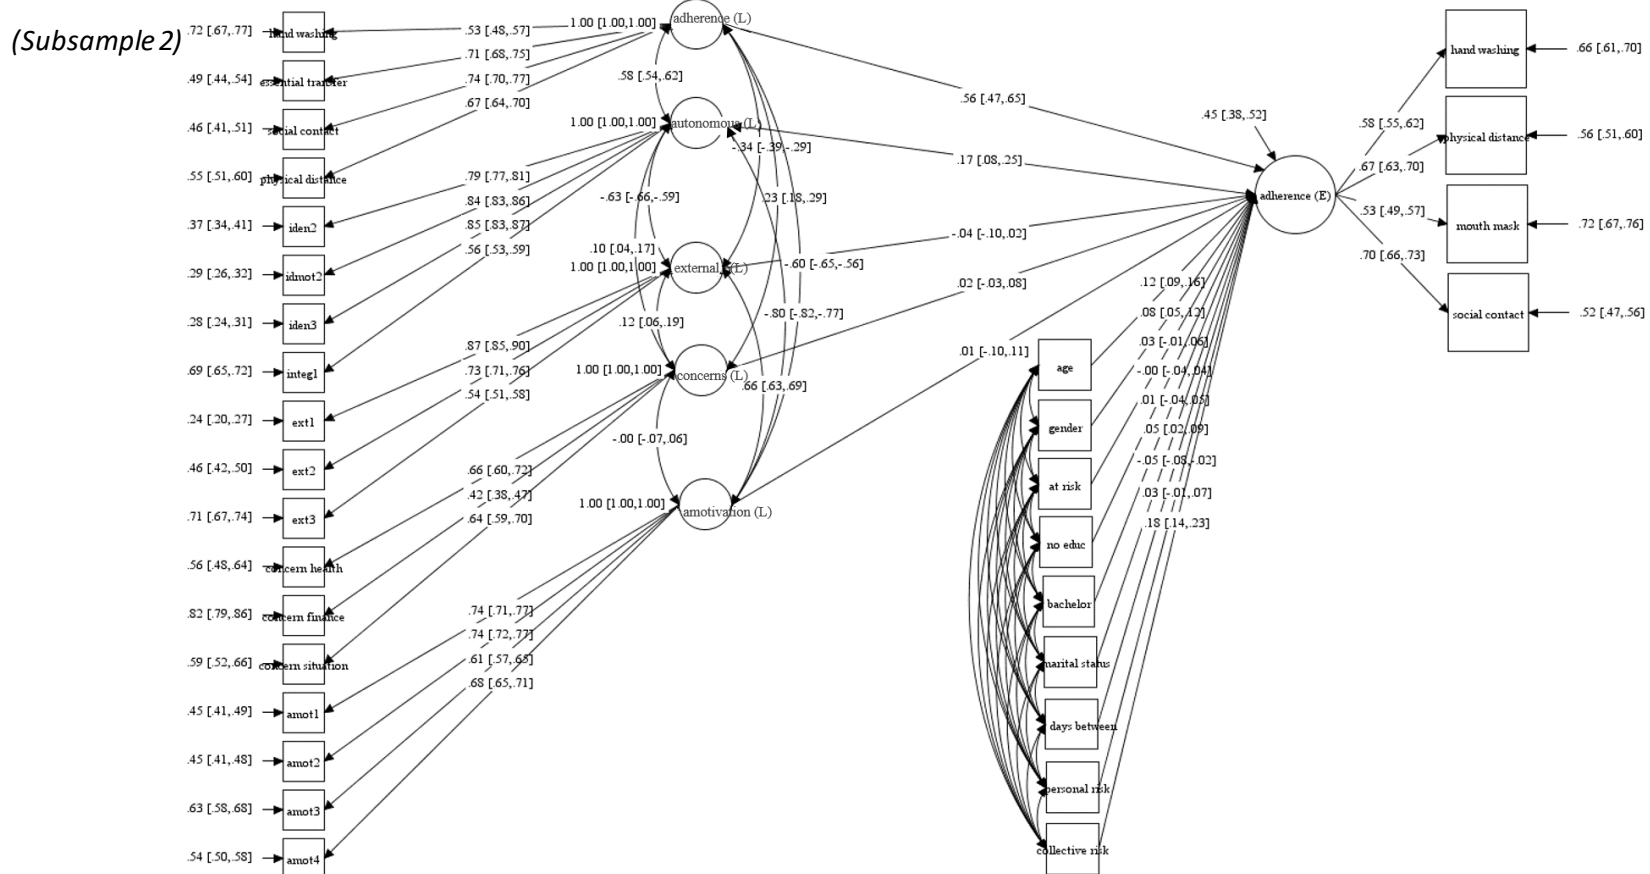 (Subsample 2)
.72 [.67,.77]
hand washing
.49 [.44,.54]
essential transfer
.46 [.41,.51]
social contact
.55 [.51,.60]
physical distance
.37 [.34,.41]
iden2
.29 [.26,.32]
idmot2
.28 [.24,.31]
iden3
.69 [.65,.72]
integ1
.24 [.20,.27]
ext1
.46 [.42,.50]
ext2
.71 [.67,.74]
ext3
.56 [.48,.64]
concern health
.82 [.79,.86]
concern finance
.59 [.52,.66]
concern situation
.45 [.41,.49]
amot1
.45 [.41,.48]
amot2
.63 [.58,.68]
amot3
.54 [.50,.58]
amot4
.53 [.48,.57]
.71 [.68,.75]
.74 [.70,.77]
.67 [.64,.70]
.79 [.77,.81]
.84 [.83,.86]
.85 [.83,.87]
.56 [.53,.59]
.87 [.85,.90]
.73 [.71,.76]
.54 [.51,.58]
.66 [.60,.72]
.42 [.38,.47]
.64 [.59,.70]
.74 [.71,.77]
.74 [.72,.77]
.61 [.57,.65]
.68 [.65,.71]
1.00 [1.00,1.00]
adherence (L)
.58 [.54,.62]
1.00 [1.00,1.00]
autonomous (L)
-.34 [-.39,-.29]
-.63 [-.66,-.59]
.23 [.18,.29]
.10 [.04,.17]
1.00 [1.00,1.00]
external (L)
-.60 [-.65,-.56]
.12 [.06,.19]
-.80 [-.82,-.77]
1.00 [1.00,1.00]
concerns (L)
.66 [.63,.69]
-.00 [-.07,.06]
1.00 [1.00,1.00]
amotivation (L)
.56 [.47,.65]
.17 [.08,.25]
-.04 [-.10,.02]
.02 [-.03,.08]
.01 [-.10,.11]
.45 [.38,.52]
adherence (E)
.12 [.09,.16]
.08 [.05,.12]
.03 [-.01,.06]
-.00 [-.04,.04]
.01 [-.04,.05]
.05 [.02,.09]
-.05 [-.08,-.02]
.03 [-.01,.07]
.18 [.14,.23]
age
gender
at risk
no educ
bachelor
marital status
days between
personal risk
collective risk
.58 [.55,.62]
.67 [.63,.70]
.53 [.49,.57]
.70 [.66,.73]
hand washing
.66 [.61,.70]
physical distance
.56 [.51,.60]
mouth mask
.72 [.67,.76]
social contact
.52 [.47,.56]